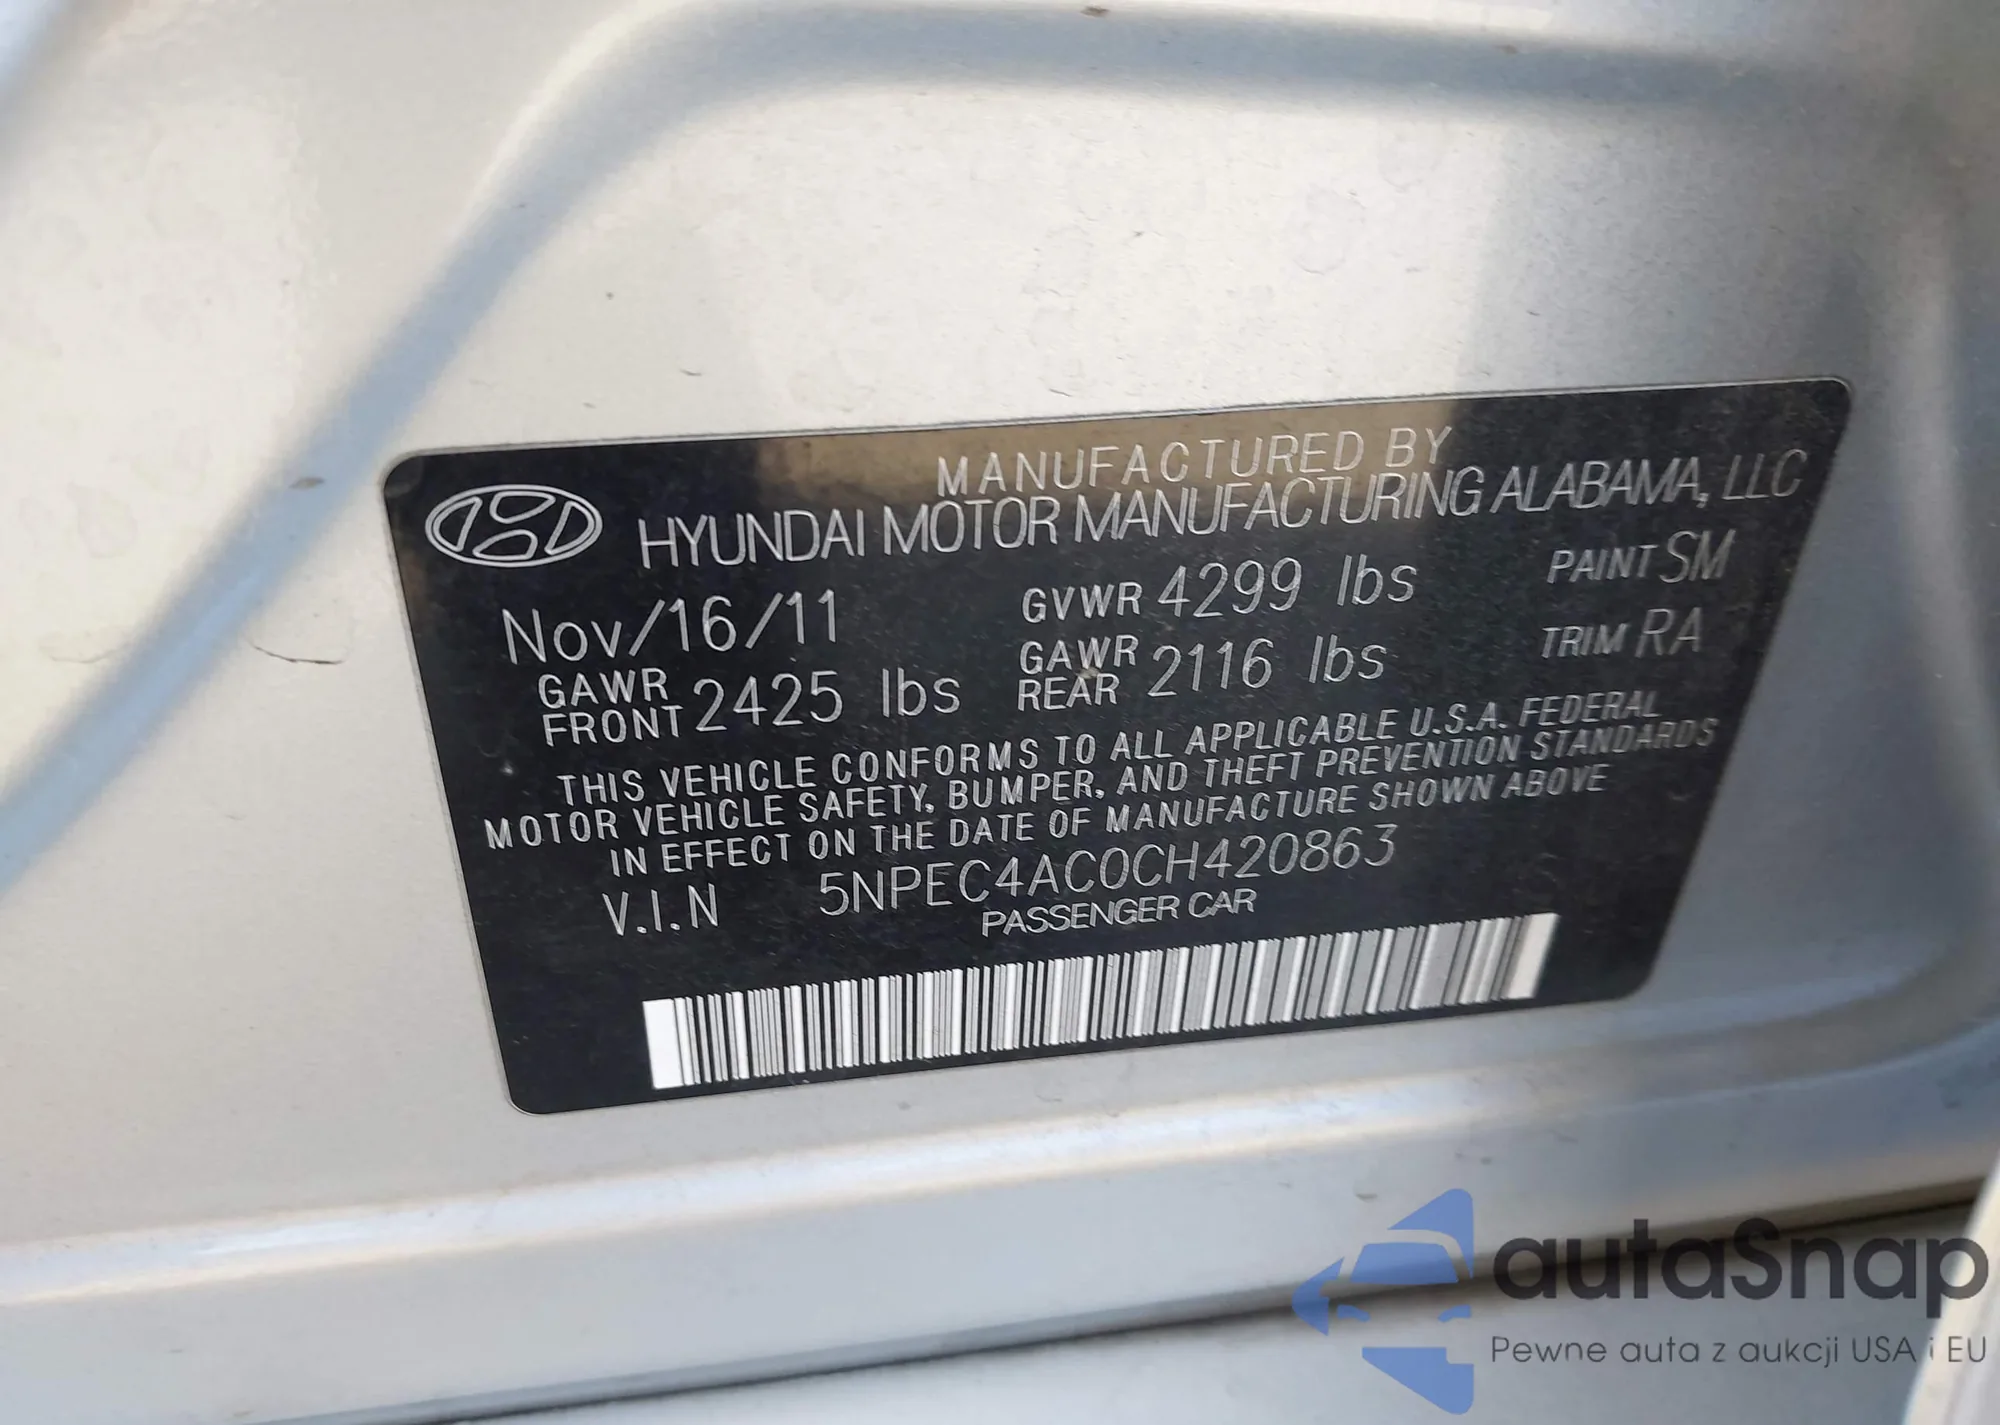 MANUFACTURED BY
HYUNDAI MOTOR MANUFACTURING ALABAMA, LLC
Nov/16/11 GVWR 4299 lbs PAINT SM
GAWR FRONT 2425 lbs GAWR REAR 2116 lbs TRIM RA
THIS VEHICLE CONFORMS TO ALL APPLICABLE U.S.A. FEDERAL
MOTOR VEHICLE SAFETY, BUMPER, AND THEFT PREVENTION STANDARDS
IN EFFECT ON THE DATE OF MANUFACTURE SHOWN ABOVE
V.I.N 5NPEC4AC0CH420863
PASSENGER CAR
autaSnap
Pewne auta z aukcji USA i EU